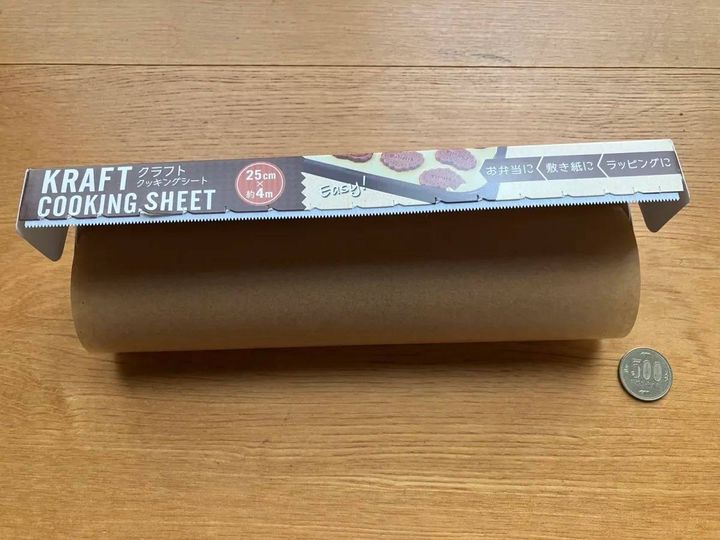 KRAFT クラフト
クッキングシート
COOKING SHEET
25cm
×
約4m
Easy!
お弁当に 敷き紙に ラッピングに
500